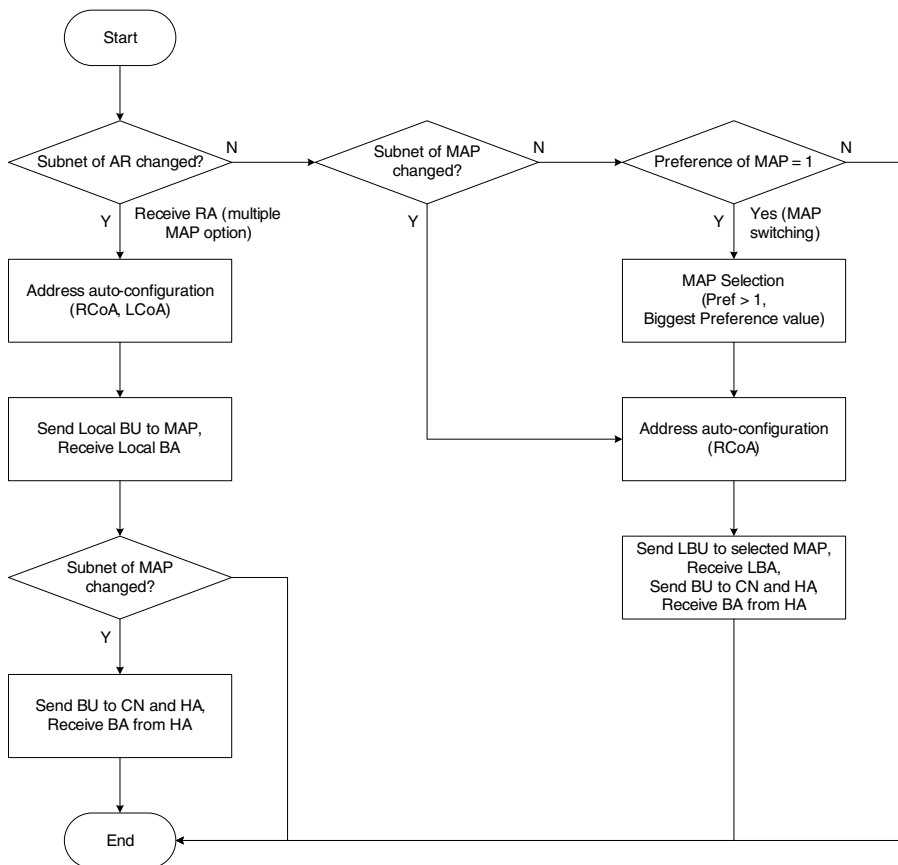 Start
Subnet of AR changed?
N
Subnet of MAP
changed?
N
Preference of MAP = 1
N
Y
Receive RA (multiple
MAP option)
Y
Y
Yes (MAP
switching)
Address auto-configuration
(RCoA, LCoA)
MAP Selection
(Pref > 1,
Biggest Preference value)
Send Local BU to MAP,
Receive Local BA
Address auto-configuration
(RCoA)
Subnet of MAP
changed?
Send LBU to selected MAP,
Receive LBA,
Send BU to CN and HA,
Receive BA from HA
Y
Send BU to CN and HA,
Receive BA from HA
End